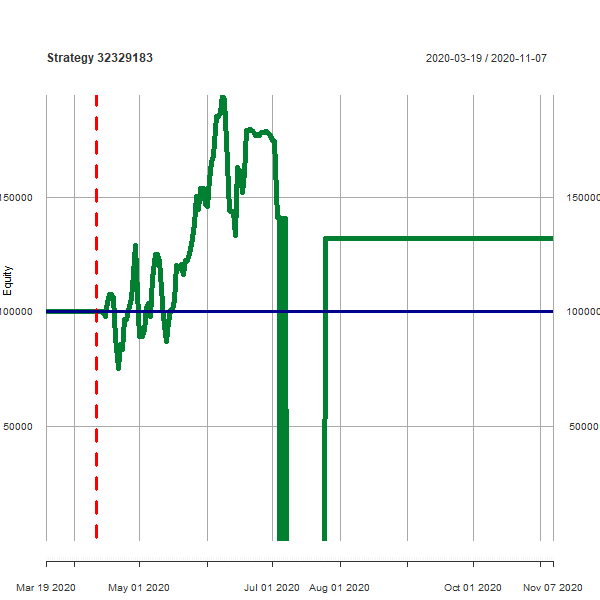 Strategy 32329183
2020-03-19 / 2020-11-07
150000
150000
Equity
100000
100000
50000
50000
Mar 19 2020
May 01 2020
Jul 01 2020
Aug 01 2020
Oct 01 2020
Nov 07 2020